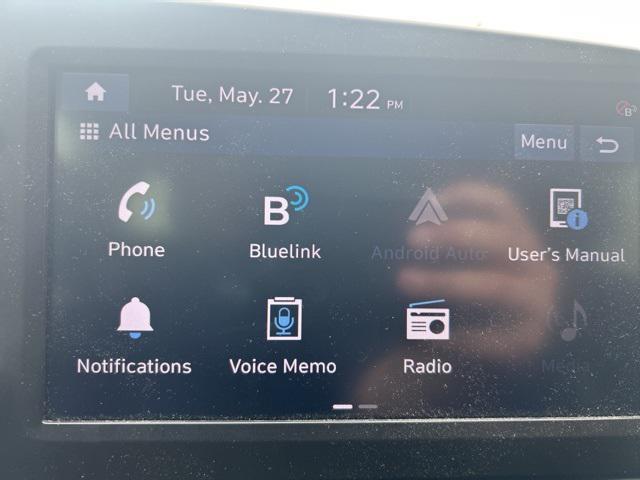 Tue, May. 27 1:22 PM
All Menus
Menu
Phone
B
Bluelink
Android Auto
User's Manual
Notifications
Voice Memo
Radio
Media